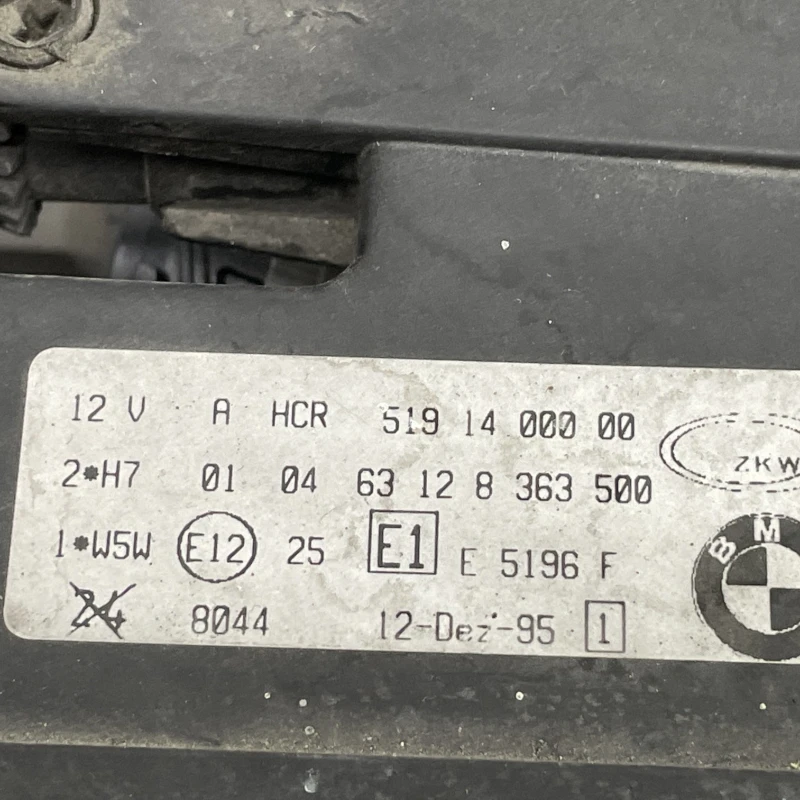 12 V A HCR 519 14 000 00
2*H7 01 04 63 12 8 363 500
ZKW
1*W5W E12 25 E1 E 5196 F
BM
24 8044 12-Dez-95 1